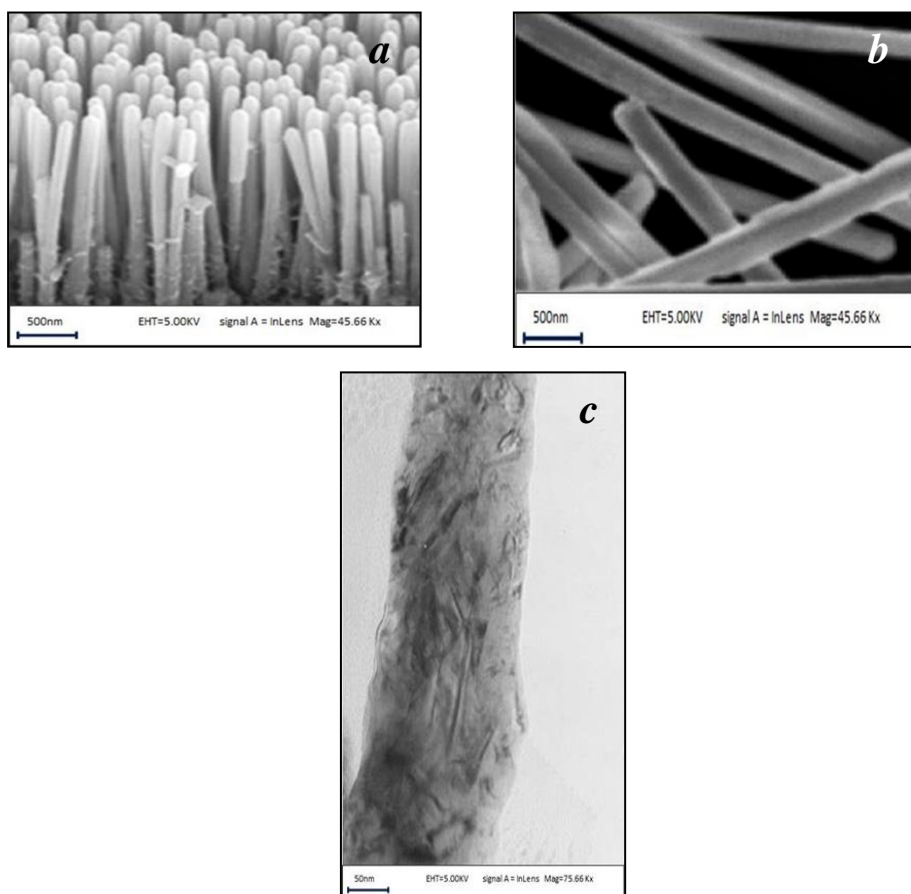 a
b
500nm EHT=5.00KV signal A = InLens Mag=45.66 Kx
500nm EHT=5.00KV signal A = InLens Mag=45.66 Kx
c
50nm EHT=5.00KV signal A = InLens Mag=75.66 Kx